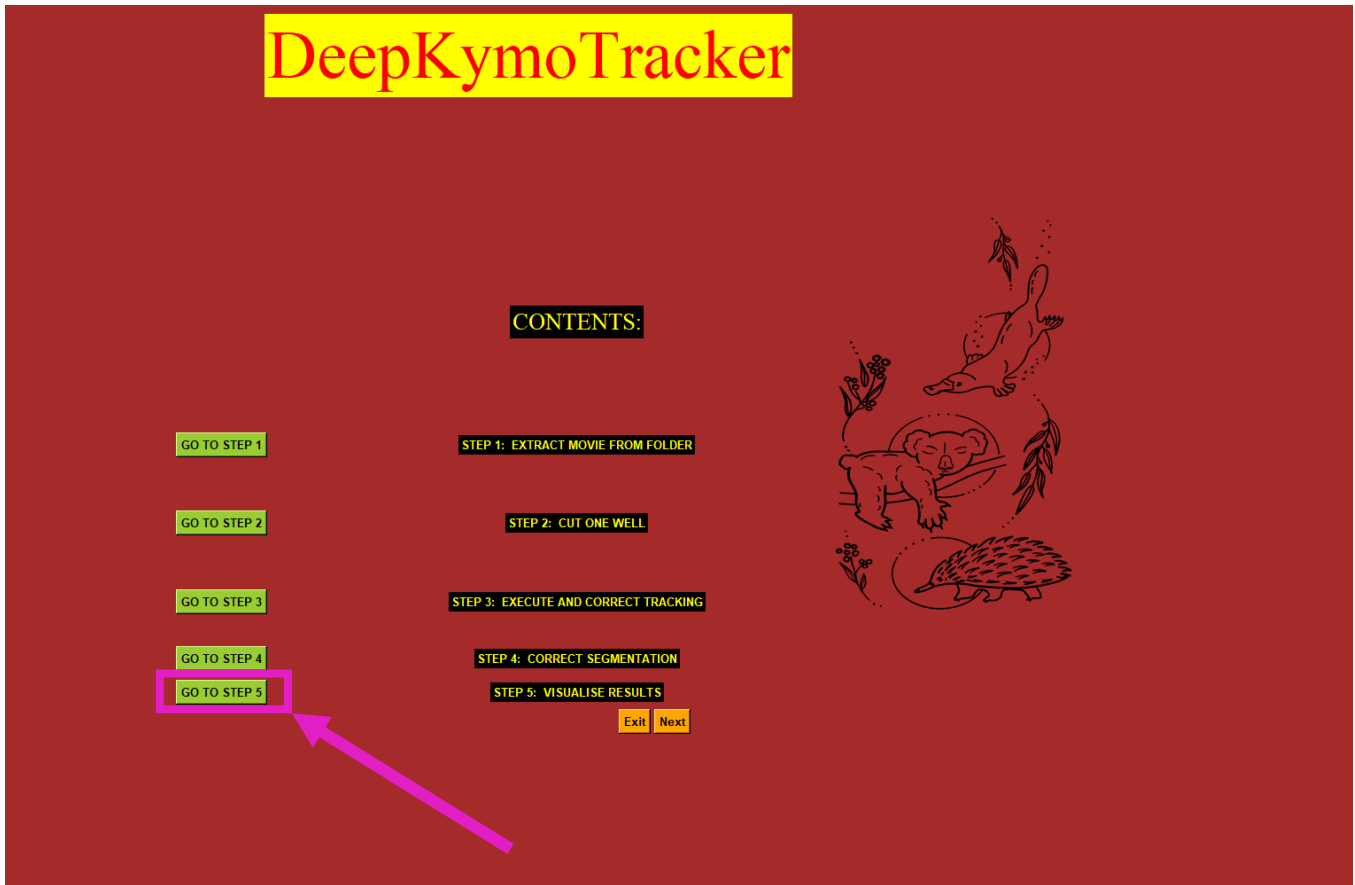 DeepKymoTracker
CONTENTS:
GO TO STEP 1
STEP 1: EXTRACT MOVIE FROM FOLDER
GO TO STEP 2
STEP 2: CUT ONE WELL
GO TO STEP 3
STEP 3: EXECUTE AND CORRECT TRACKING
GO TO STEP 4
STEP 4: CORRECT SEGMENTATION
GO TO STEP 5
STEP 5: VISUALISE RESULTS
Exit Next